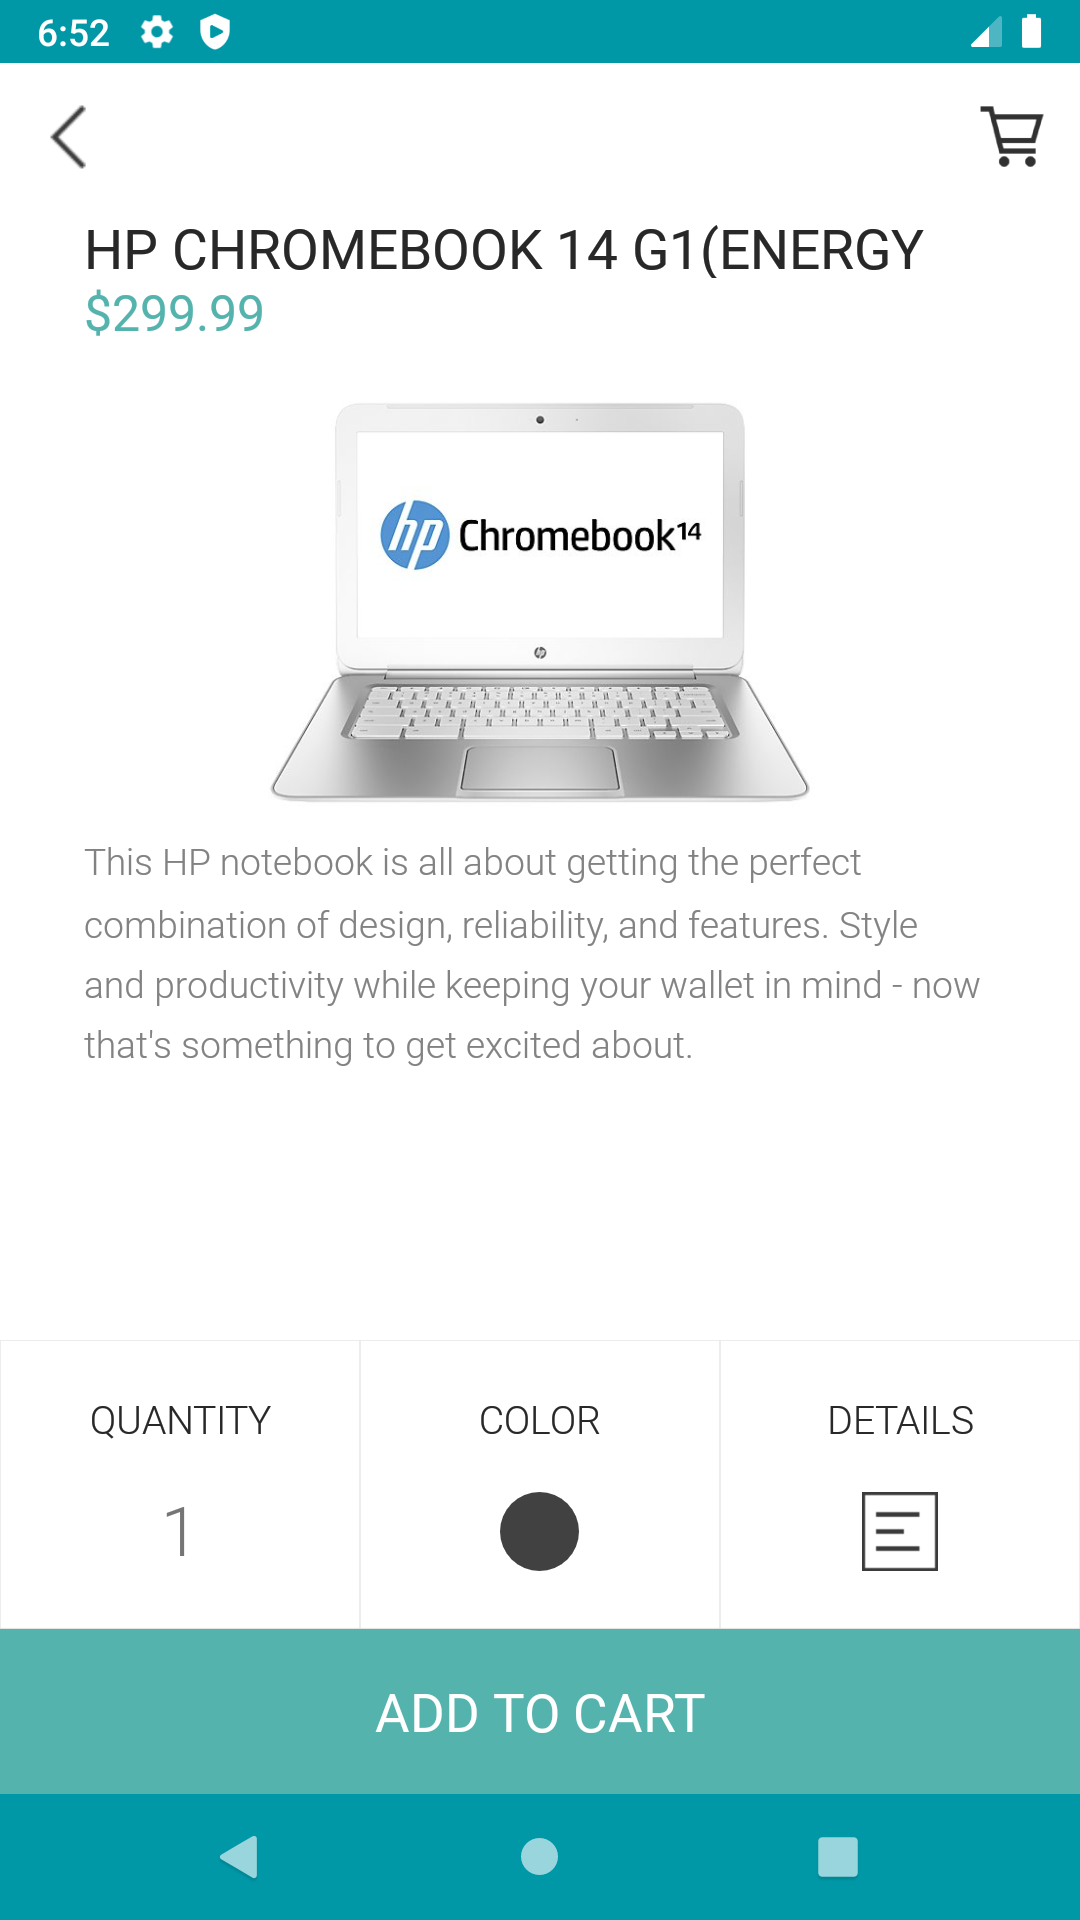 6:52
HP CHROMEBOOK 14 G1(ENERGY
$299.99
hp Chromebook14
hp
This HP notebook is all about getting the perfect
combination of design, reliability, and features. Style
and productivity while keeping your wallet in mind - now
that's something to get excited about.
QUANTITY
COLOR
DETAILS
1
ADD TO CART